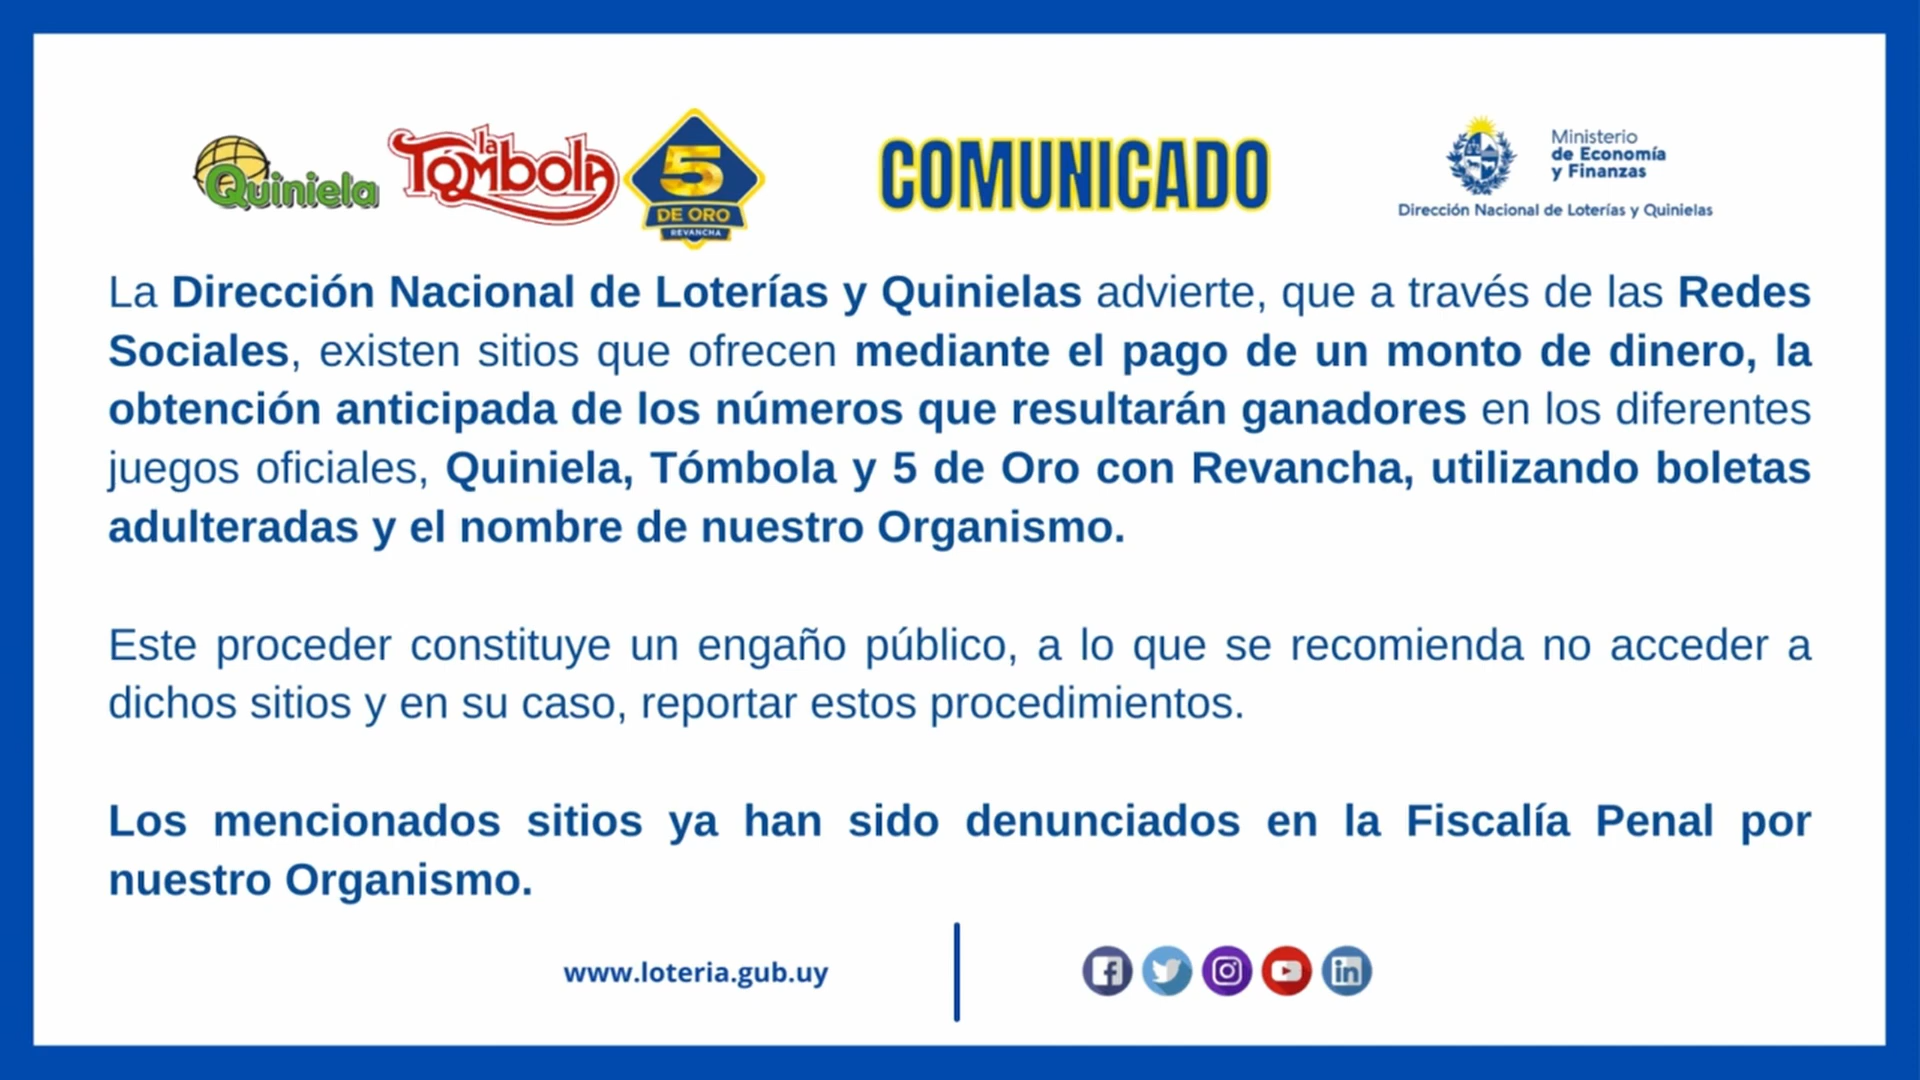 Quiniela
la Tómbola
5
DE ORO
REVANCHA
COMUNICADO
Ministerio
de Economía
y Finanzas
Dirección Nacional de Loterías y Quinielas
La Dirección Nacional de Loterías y Quinielas advierte, que a través de las Redes
Sociales, existen sitios que ofrecen mediante el pago de un monto de dinero, la
obtención anticipada de los números que resultarán ganadores en los diferentes
juegos oficiales, Quiniela, Tómbola y 5 de Oro con Revancha, utilizando boletas
adulteradas y el nombre de nuestro Organismo.
Este proceder constituye un engaño público, a lo que se recomienda no acceder a
dichos sitios y en su caso, reportar estos procedimientos.
Los mencionados sitios ya han sido denunciados en la Fiscalía Penal por
nuestro Organismo.
www.loteria.gub.uy